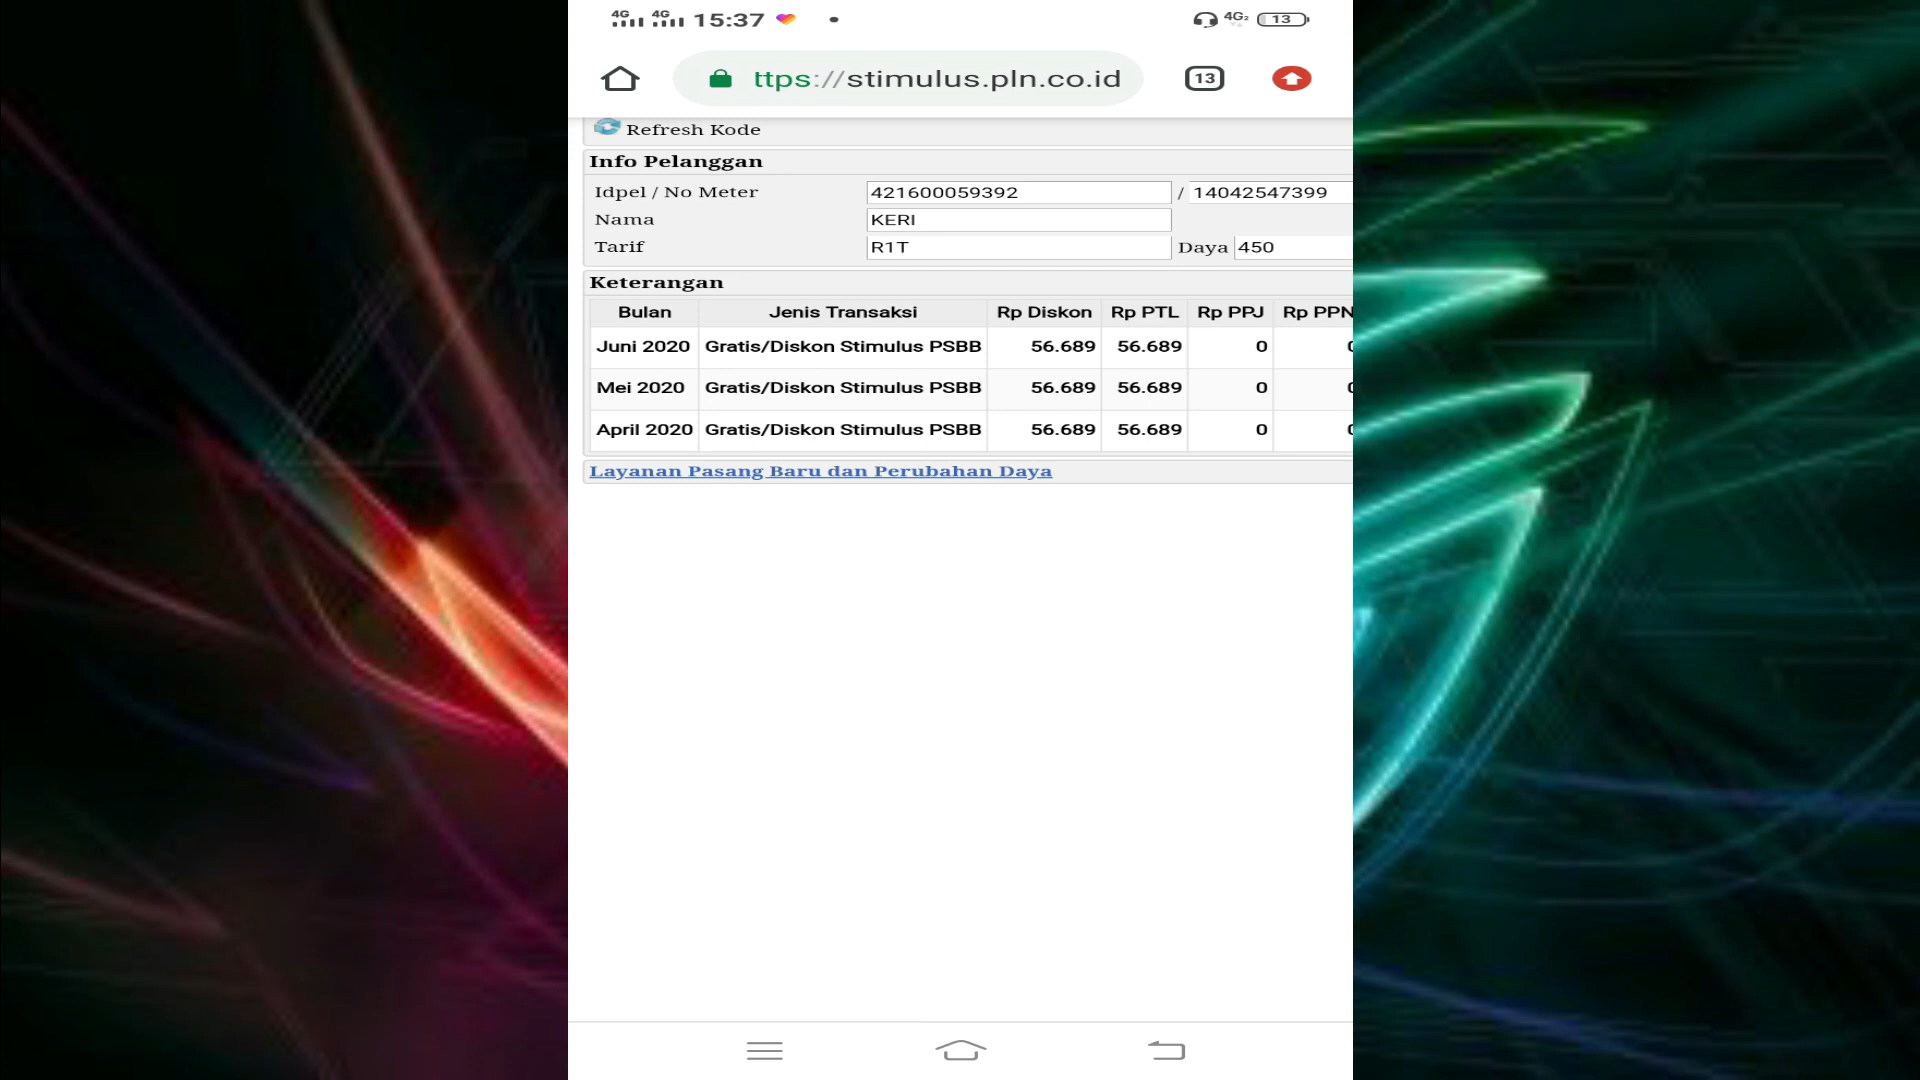 4G 4G 15:37 4G2 13
ttps://stimulus.pln.co.id 13
Refresh Kode
Info Pelanggan
Idpel / No Meter 421600059392 / 14042547399
Nama KERI
Tarif R1T Daya 450
Keterangan
Bulan Jenis Transaksi Rp Diskon Rp PTL Rp PPJ Rp PPN
Juni 2020 Gratis/Diskon Stimulus PSBB 56.689 56.689 0 0
Mei 2020 Gratis/Diskon Stimulus PSBB 56.689 56.689 0 0
April 2020 Gratis/Diskon Stimulus PSBB 56.689 56.689 0 0
Layanan Pasang Baru dan Perubahan Daya